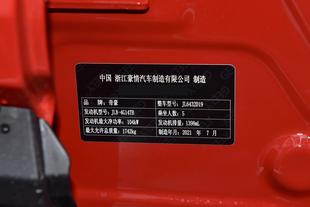 中国 浙江豪情汽车制造有限公司 制造
品牌：帝豪 整车型号：JL6432D19
发动机型号：JLB-4G14TB 乘坐人数：5
发动机最大净功率：104kW 发动机排量：1398mL
最大允许总质量：1742kg 制造年月：2021 年 7 月